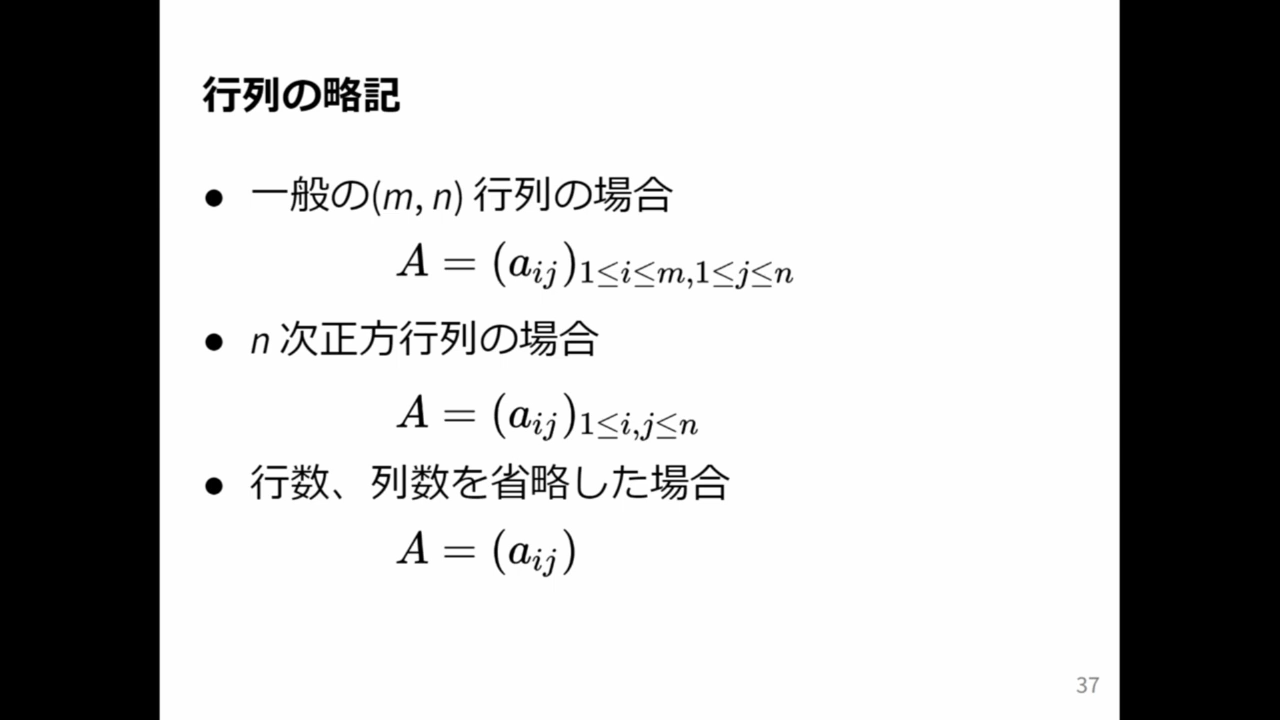 行列の略記
● 一般の(m, n) 行列の場合
A = (a_{ij})_{1≤i≤m,1≤j≤n}
● n 次正方行列の場合
A = (a_{ij})_{1≤i,j≤n}
● 行数、列数を省略した場合
A = (a_{ij})
37